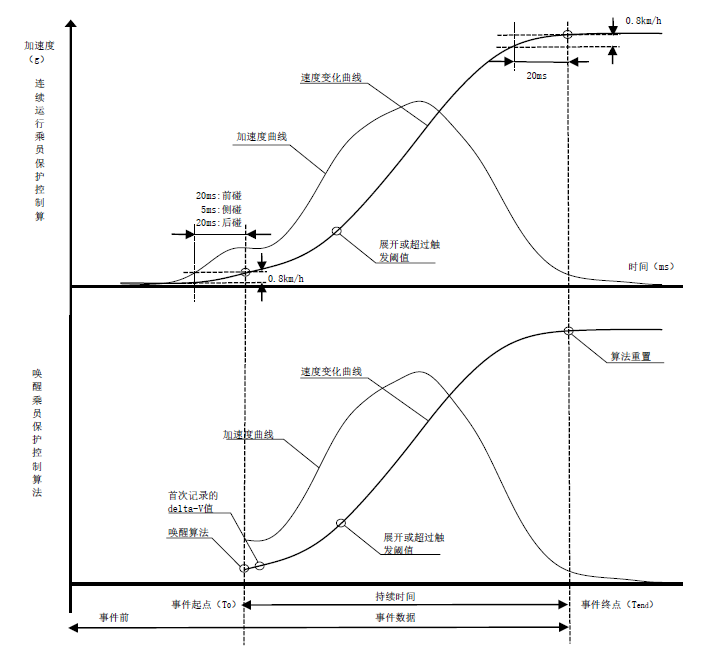 加速度
（g）
连续运行乘员保护控制算
0.8km/h
20ms
速度变化曲线
加速度曲线
20ms:前碰
5ms:侧碰
20ms:后碰
展开或超过触
发阈值
0.8km/h
时间（ms）
唤醒乘员保护控制算法
算法重置
速度变化曲线
加速度曲线
首次记录的
delta-V值
唤醒算法
展开或超过触
发阈值
持续时间
事件起点（To）
事件终点（Tend）
事件前
事件数据